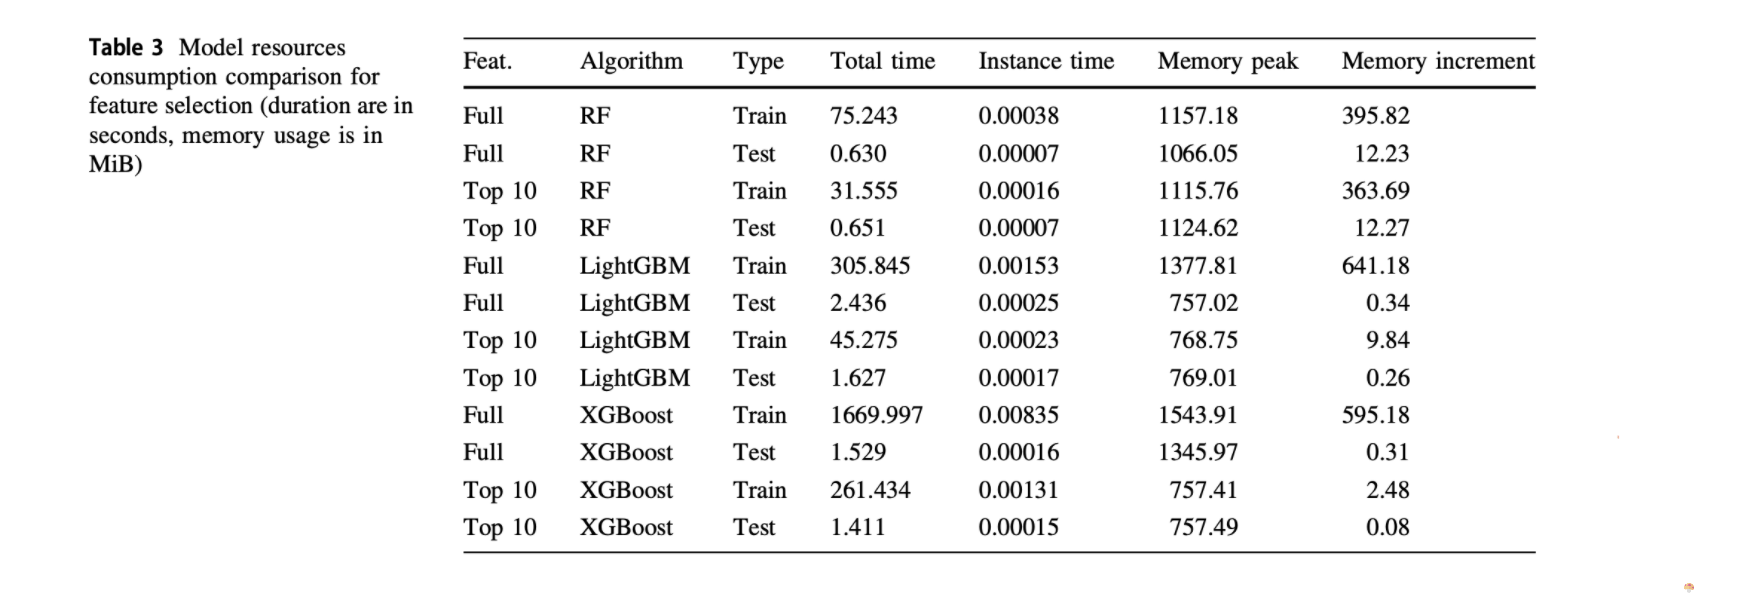 Table 3 Model resources
consumption comparison for
feature selection (duration are in
seconds, memory usage is in
MiB)
Feat. Algorithm Type Total time Instance time Memory peak Memory increment
Full RF Train 75.243 0.00038 1157.18 395.82
Full RF Test 0.630 0.00007 1066.05 12.23
Top 10 RF Train 31.555 0.00016 1115.76 363.69
Top 10 RF Test 0.651 0.00007 1124.62 12.27
Full LightGBM Train 305.845 0.00153 1377.81 641.18
Full LightGBM Test 2.436 0.00025 757.02 0.34
Top 10 LightGBM Train 45.275 0.00023 768.75 9.84
Top 10 LightGBM Test 1.627 0.00017 769.01 0.26
Full XGBoost Train 1669.997 0.00835 1543.91 595.18
Full XGBoost Test 1.529 0.00016 1345.97 0.31
Top 10 XGBoost Train 261.434 0.00131 757.41 2.48
Top 10 XGBoost Test 1.411 0.00015 757.49 0.08